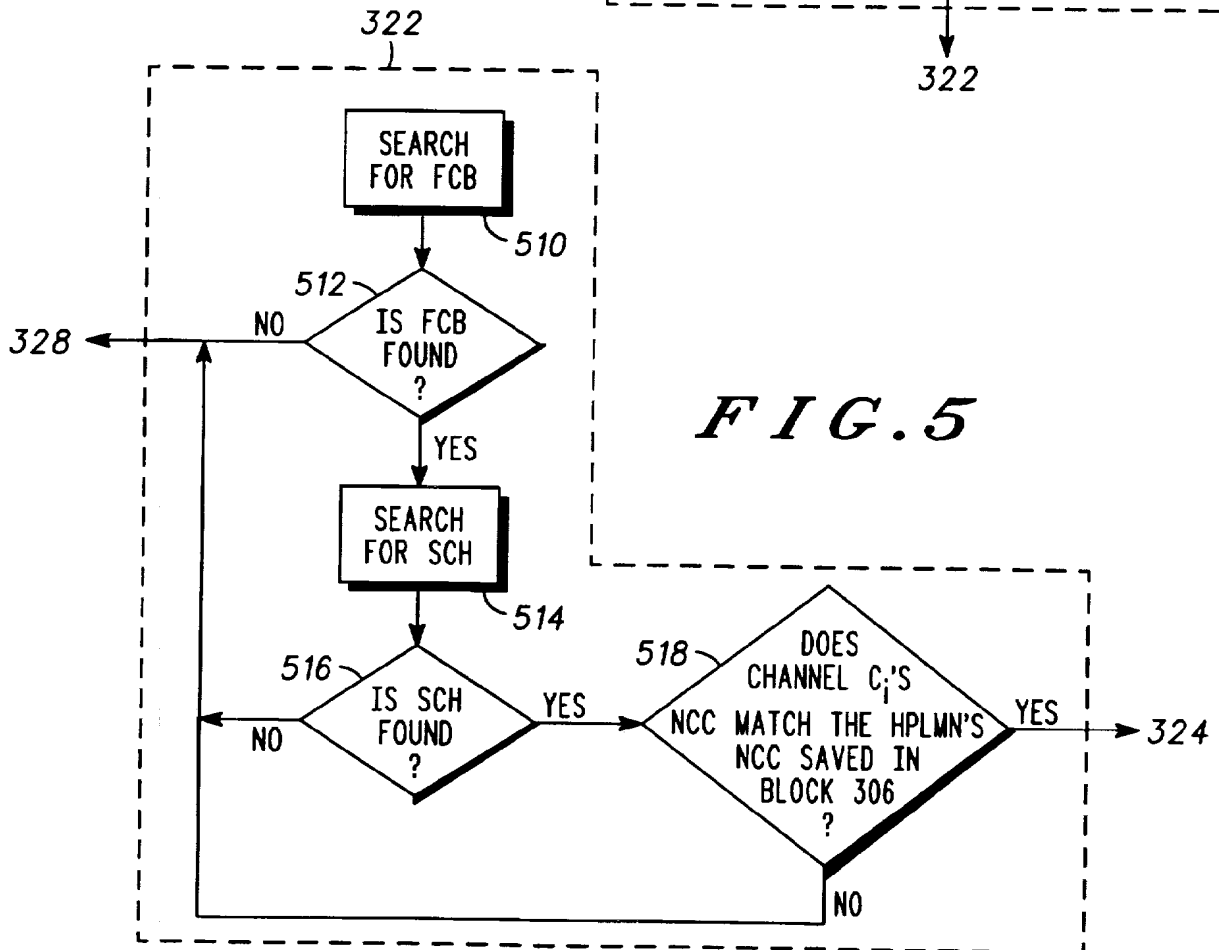 322
322
SEARCH
FOR FCB
510
512
IS FCB
FOUND
?
NO
328
YES
FIG.5
SEARCH
FOR SCH
514
516
IS SCH
FOUND
?
NO
YES
518
DOES
CHANNEL Cj'S
NCC MATCH THE HPLMN'S
NCC SAVED IN
BLOCK 306
?
YES
324
NO